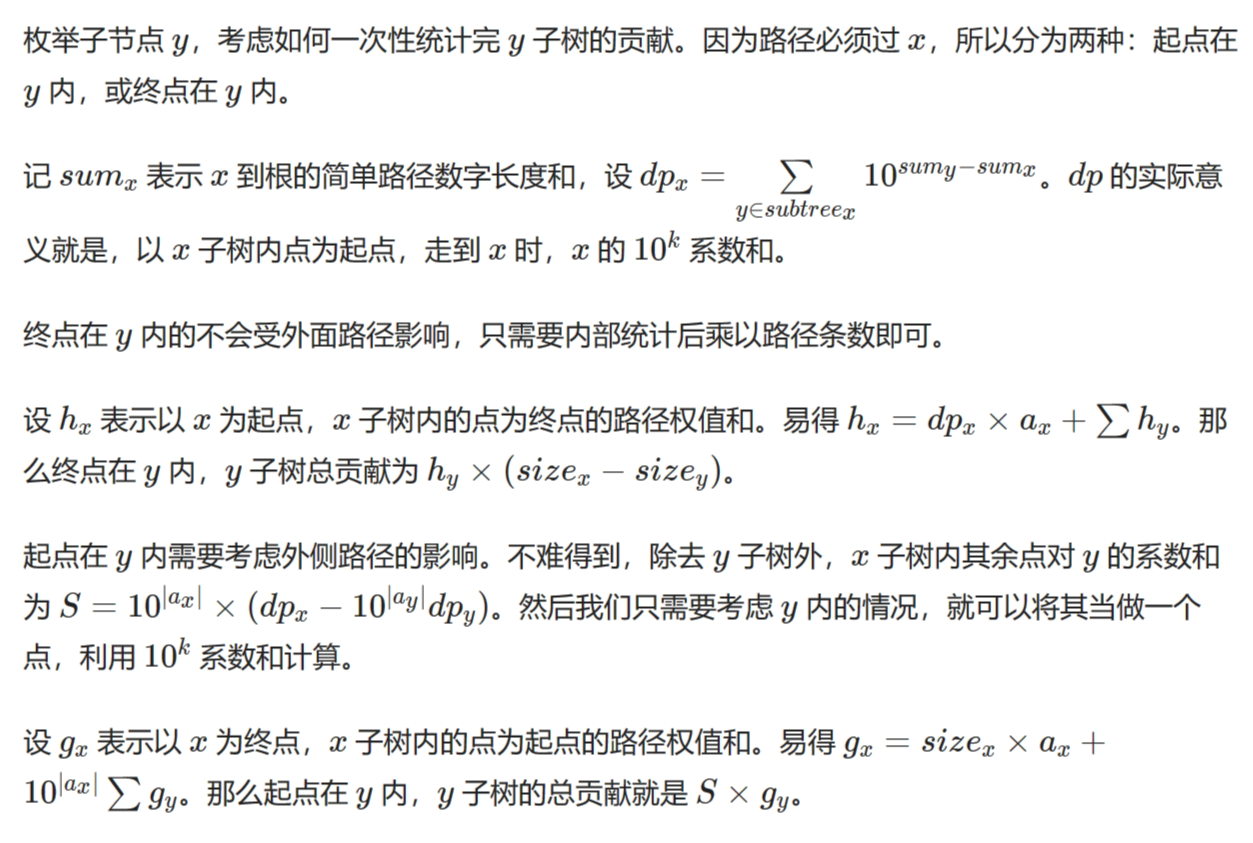 枚举子节点 y，考虑如何一次性统计完 y 子树的贡献。因为路径必须过 x，所以分为两种：起点在
y 内，或终点在 y 内。
记 sum_x 表示 x 到根的简单路径数字长度和，设 dp_x = ∑_{y∈subtree_x} 10^{sum_y−sum_x}。dp 的实际意
义就是，以 x 子树内点为起点，走到 x 时，x 的 10^k 系数和。
终点在 y 内的不会受外面路径影响，只需要内部统计后乘以路径条数即可。
设 h_x 表示以 x 为起点，x 子树内的点为终点的路径权值和。易得 h_x = dp_x × a_x + ∑ h_y。那
么终点在 y 内，y 子树总贡献为 h_y × (size_x − size_y)。
起点在 y 内需要考虑外侧路径的影响。不难得到，除去 y 子树外，x 子树内其余点对 y 的系数和
为 S = 10^{|a_x|} × (dp_x − 10^{|a_y|}dp_y)。然后我们只需要考虑 y 内的情况，就可以将其当做一个
点，利用 10^k 系数和计算。
设 g_x 表示以 x 为终点，x 子树内的点为起点的路径权值和。易得 g_x = size_x × a_x +
10^{|a_x|} ∑ g_y。那么起点在 y 内，y 子树的总贡献就是 S × g_y。